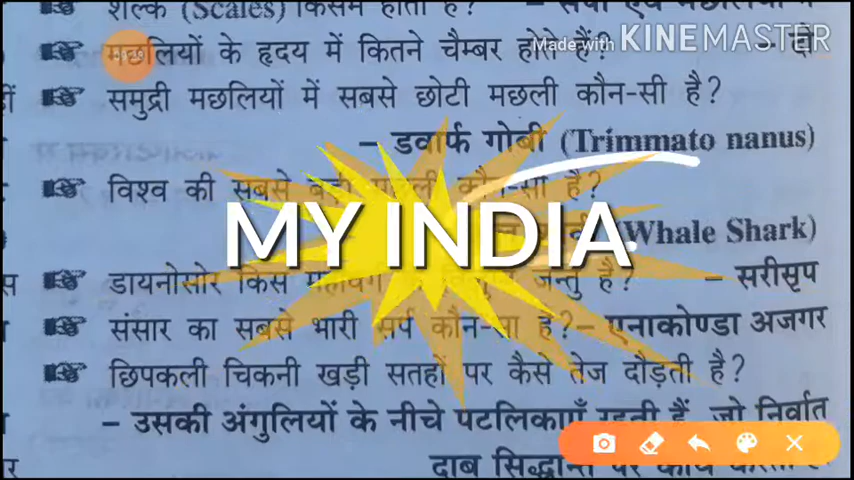 शल्क (Scales) किसमें होता है?
Made with KINEMASTER
मछलियों के हृदय में कितने चैम्बर होते हैं? – दो
समुद्री मछलियों में सबसे छोटी मछली कौन-सी है?
– डवार्फ गोबी (Trimmato nanus)
विश्व की सबसे बड़ी मछली कौन-सी है?
MY INDIA
(Whale Shark)
डायनोसोर किस जन्तु है? – सरीसृप
संसार का सबसे भारी सर्प कौन-सा है?– एनाकोण्डा अजगर
छिपकली चिकनी खड़ी सतहों पर कैसे तेज दौड़ती है?
– उसकी अंगुलियों के नीचे पटलिकाएँ रहती हैं, जो निर्वात
दाब सिद्धान्त पर कार्य